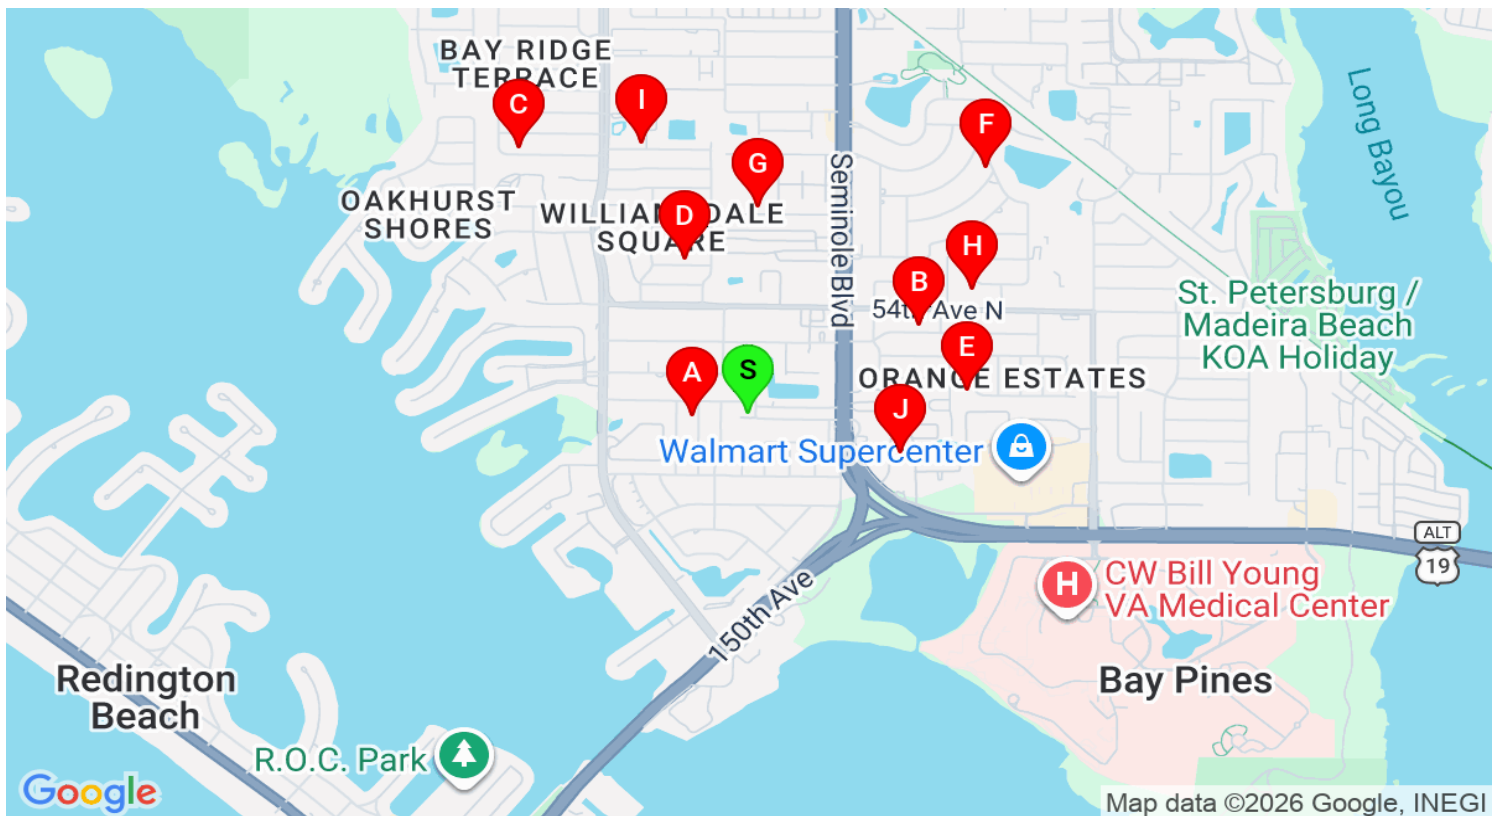 BAY RIDGE
TERRACE
C
I
F
G
Long Bayou
Seminole Blvd
OAKHURST
SHORES
D
SQUARE
H
B
54th Ave N
St. Petersburg /
Madeira Beach
KOA Holiday
A
S
E
ORANGE ESTATES
J
Walmart Supercenter
ALT
19
H
CW Bill Young
VA Medical Center
150th Ave
Redington
Beach
Bay Pines
R.O.C. Park
Google
Map data ©2026 Google, INEGI